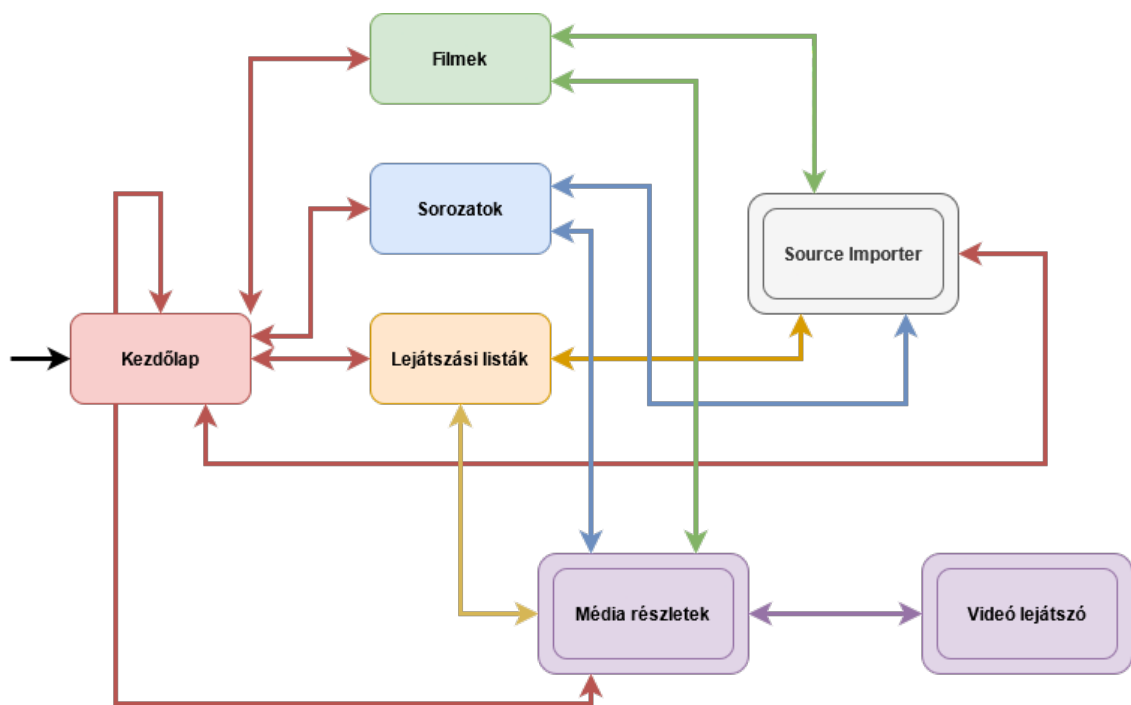 Filmek
Sorozatok
Source Importer
Kezdőlap
Lejátszási listák
Média részletek
Videó lejátszó